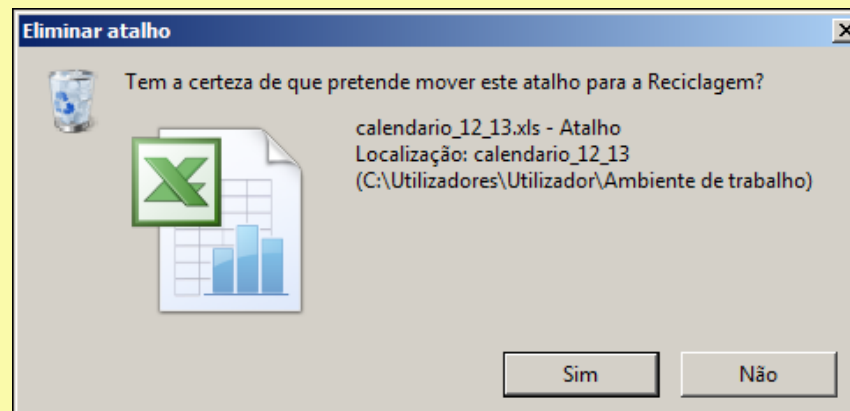 Eliminar atalho
Tem a certeza de que pretende mover este atalho para a Reciclagem?
calendario_12_13.xls - Atalho
Localização: calendario_12_13
(C:\Utilizadores\Utilizador\Ambiente de trabalho)
Sim
Não